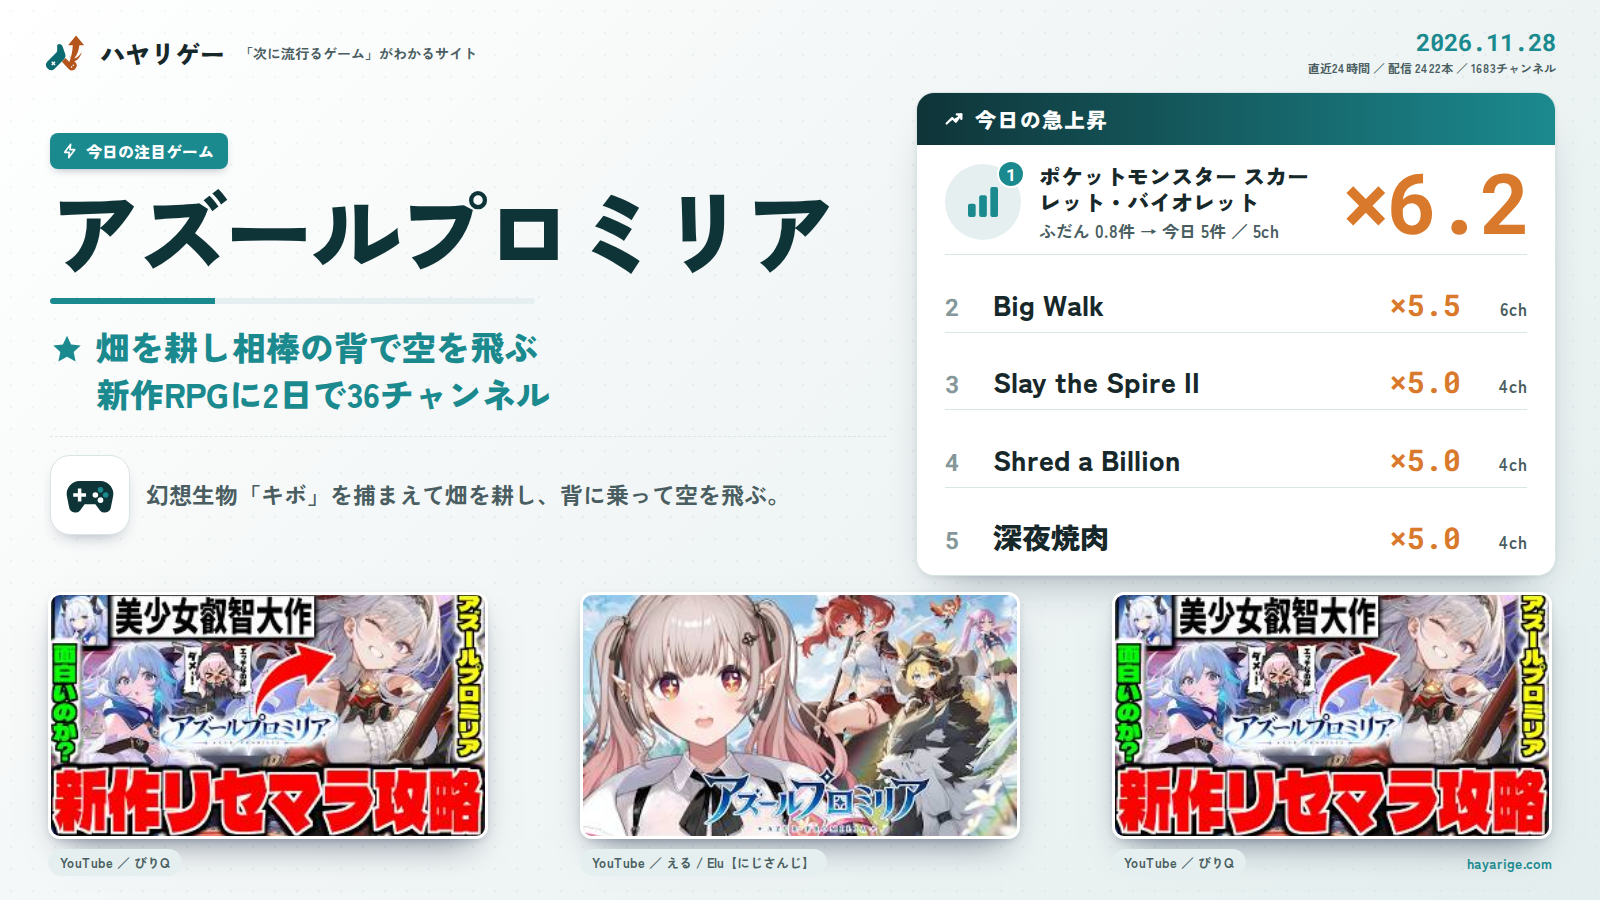 ハヤリゲー
「次に流行るゲーム」がわかるサイト
2026.11.28
直近24時間 ／ 配信2422本 ／ 1683チャンネル
今日の注目ゲーム
アズールプロミリア
畑を耕し相棒の背で空を飛ぶ
新作RPGに2日で36チャンネル
幻想生物「キボ」を捕まえて畑を耕し、背に乗って空を飛ぶ。
今日の急上昇
1
ポケットモンスター スカー
レット・バイオレット
ふだん 0.8件 → 今日 5件 ／ 5ch
×6.2
2 Big Walk ×5.5 6ch
3 Slay the Spire II ×5.0 4ch
4 Shred a Billion ×5.0 4ch
5 深夜焼肉 ×5.0 4ch
美少女叡智大作
面白いのか？
アズールプロミリア
アズールプロミリア
新作リセマラ攻略
アズールプロミリア
美少女叡智大作
面白いのか？
アズールプロミリア
アズールプロミリア
新作リセマラ攻略
YouTube ／ びりQ
YouTube ／ える / Elu【にじさんじ】
YouTube ／ びりQ
hayarige.com